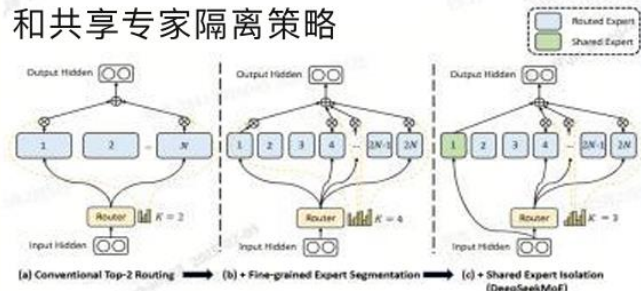 和共享专家隔离策略
Routed Expert
Shared Expert
Output Hidden
Output Hidden
Output Hidden
1 2 ... N
1 2 3 4 ... 2N-1 2N
1 2 3 4 ... 2N-1 2N
Router K = 2
Router K = 4
Router K = 3
Input Hidden
Input Hidden
Input Hidden
(a) Conventional Top-2 Routing
(b) + Fine-grained Expert Segmentation
(c) + Shared Expert Isolation
(DeepSeekMoE)